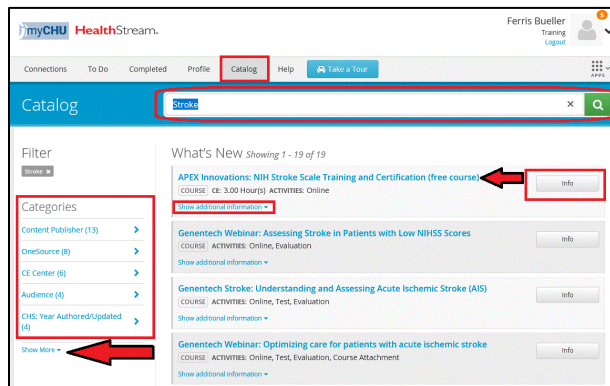 myCHU HealthStream.
Ferris Bueller
Training
Logout
5
Connections To Do Completed Profile Catalog Help Take a Tour
APPS
Catalog
Stroke ×
Filter
Stroke ×
Categories
Content Publisher (13)
OneSource (8)
CE Center (6)
Audience (4)
CHS: Year Authored/Updated
(4)
Show More
What's New Showing 1 - 19 of 19
APEX Innovations: NIH Stroke Scale Training and Certification (free course)
COURSE CE: 3.00 Hour(s) ACTIVITIES: Online
Show additional information
Info
Genentech Webinar: Assessing Stroke in Patients with Low NIHSS Scores
COURSE ACTIVITIES: Online, Evaluation
Show additional information
Info
Genentech Stroke: Understanding and Assessing Acute Ischemic Stroke (AIS)
COURSE ACTIVITIES: Online, Test, Evaluation
Show additional information
Info
Genentech Webinar: Optimizing care for patients with acute ischemic stroke
COURSE ACTIVITIES: Online, Test, Evaluation, Course Attachment
Show additional information
Info